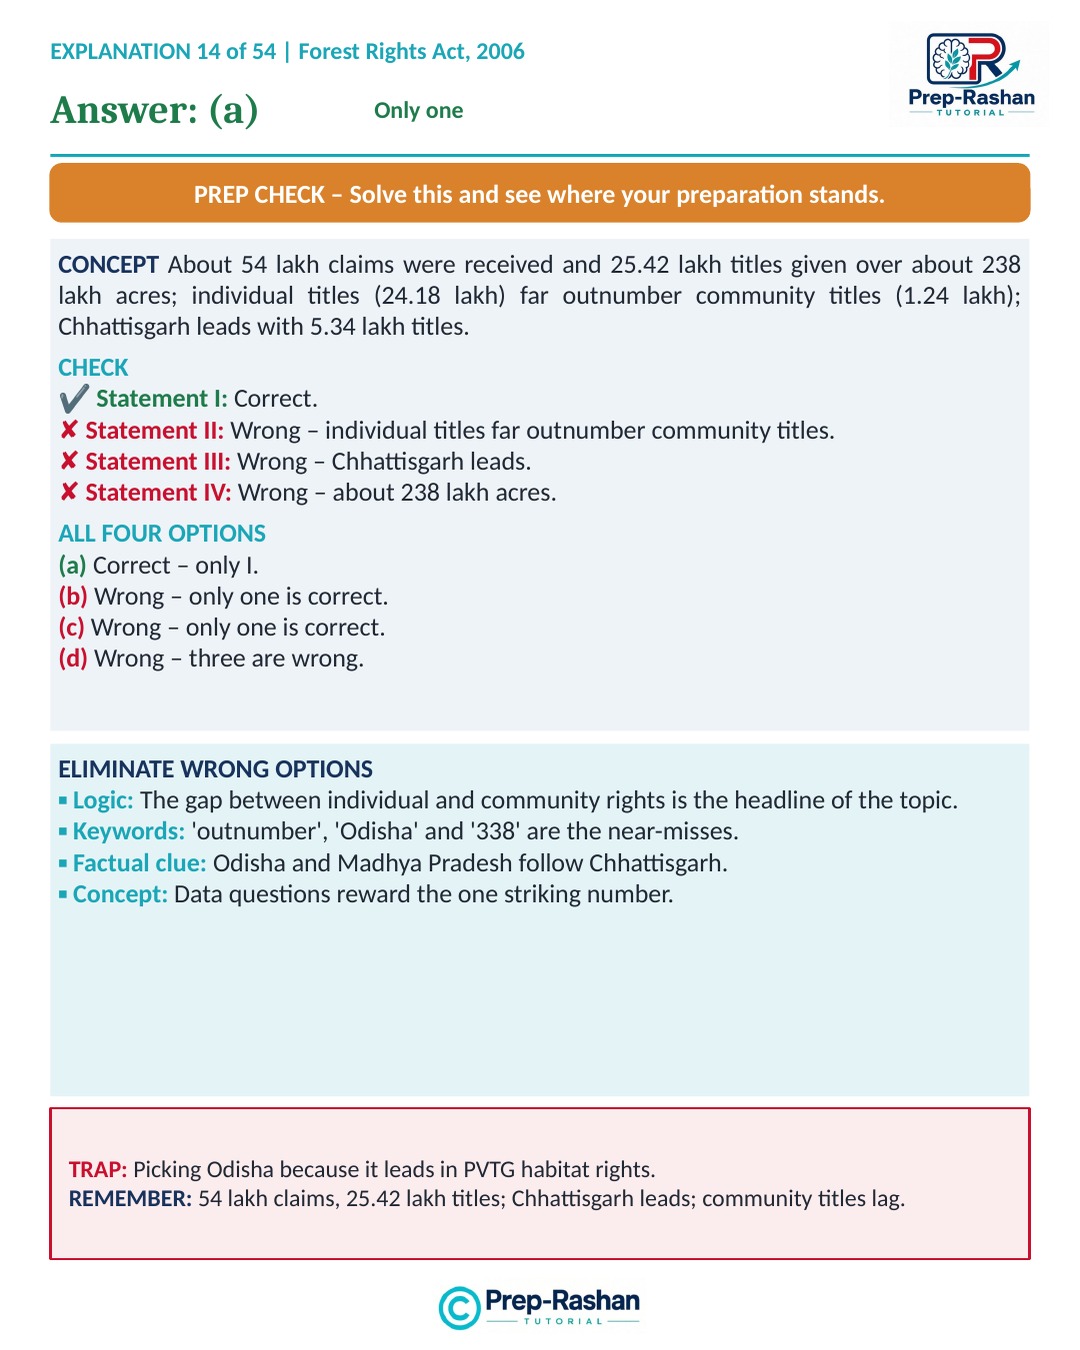 EXPLANATION 14 of 54 | Forest Rights Act, 2006
Prep-Rashan
TUTORIAL
Answer: (a) Only one
PREP CHECK – Solve this and see where your preparation stands.
CONCEPT About 54 lakh claims were received and 25.42 lakh titles given over about 238
lakh acres; individual titles (24.18 lakh) far outnumber community titles (1.24 lakh);
Chhattisgarh leads with 5.34 lakh titles.
CHECK
✔ Statement I: Correct.
✘ Statement II: Wrong – individual titles far outnumber community titles.
✘ Statement III: Wrong – Chhattisgarh leads.
✘ Statement IV: Wrong – about 238 lakh acres.
ALL FOUR OPTIONS
(a) Correct – only I.
(b) Wrong – only one is correct.
(c) Wrong – only one is correct.
(d) Wrong – three are wrong.
ELIMINATE WRONG OPTIONS
▪ Logic: The gap between individual and community rights is the headline of the topic.
▪ Keywords: 'outnumber', 'Odisha' and '338' are the near-misses.
▪ Factual clue: Odisha and Madhya Pradesh follow Chhattisgarh.
▪ Concept: Data questions reward the one striking number.
TRAP: Picking Odisha because it leads in PVTG habitat rights.
REMEMBER: 54 lakh claims, 25.42 lakh titles; Chhattisgarh leads; community titles lag.
© Prep-Rashan
TUTORIAL